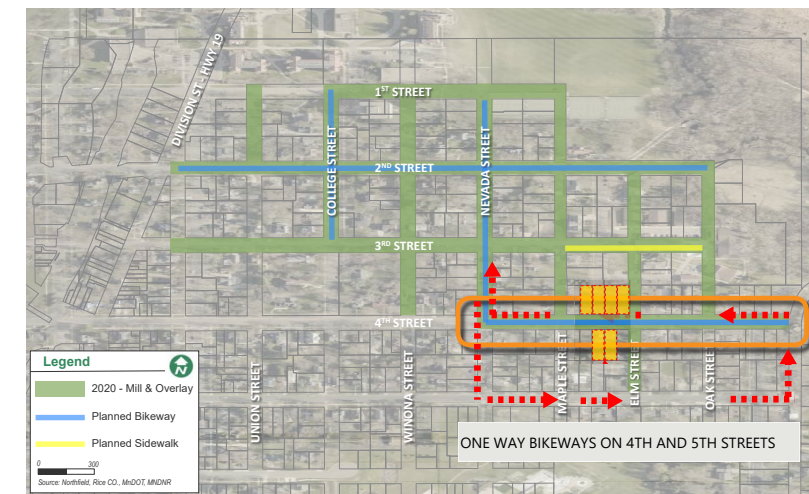 DIVISION ST - HWY 19
1ST STREET
COLLEGE STREET
NEVADA STREET
2ND STREET
3RD STREET
4TH STREET
UNION STREET
WINONA STREET
MAPLE STREET
ELM STREET
OAK STREET
ONE WAY BIKEWAYS ON 4TH AND 5TH STREETS
Legend
N
2020 - Mill & Overlay
Planned Bikeway
Planned Sidewalk
0 300
Source: Northfield, Rice CO., MnDOT, MNDNR